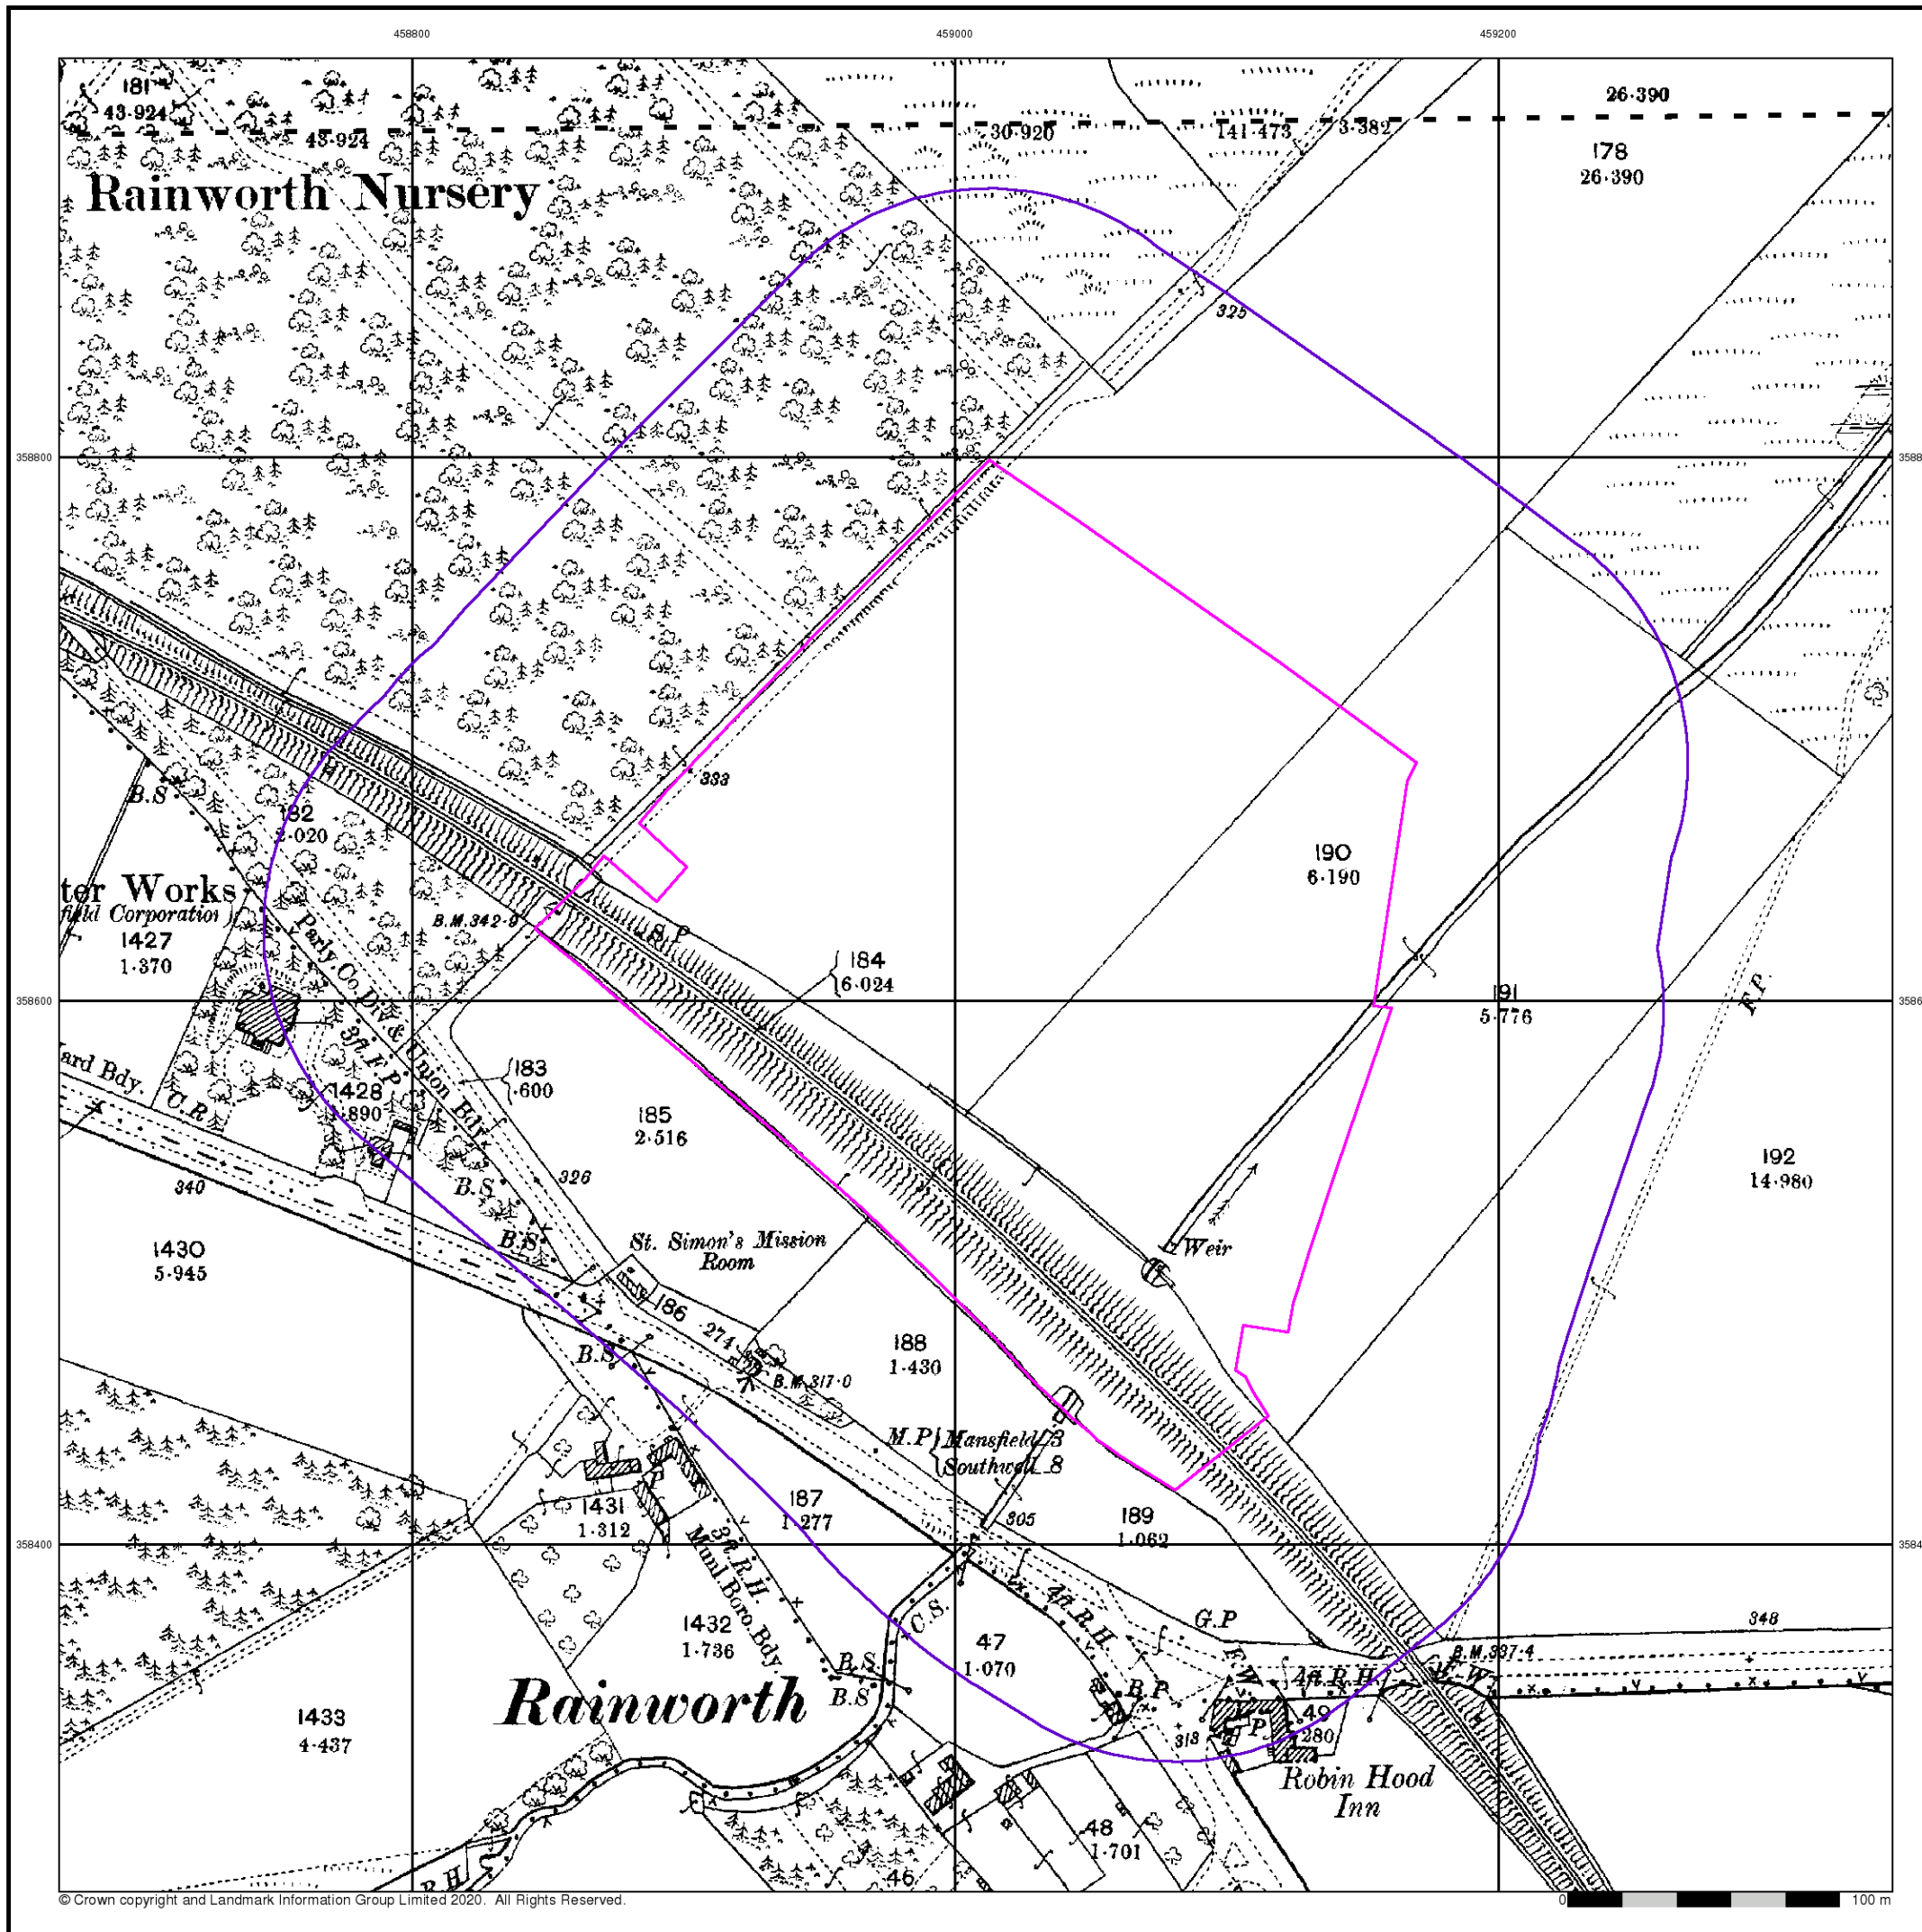 458800
459000
459200
181
43·924
43·924
30·920
141·473
3·382
26·390
178
26·390
Rainworth Nursery
325
358800
3588
333
B.S
182
2·020
190
6·190
ter Works
field Corporation
1427
1·370
B.M.342·9
S.P
184
6·024
Parly. Co. Div. & Union Bdy.
3ft F.P.
358600
3586
191
5·776
F.P.
ard Bdy.
C.R.
1428
·890
183
·600
185
2·516
192
14·980
340
B.S
326
B.S
1430
5·945
St. Simon's Mission
Room
Weir
186
·274
B.S
B.M.317·0
188
1·430
M.P
Mansfield 3
Southwell 8
P
1431
1·312
187
1·277
305
189
1·062
358400
3584
3ft R.H.
Munl. Boro. Bdy
1432
1·736
C.S.
4ft R.H.
G.P
348
B.M.337·4
47
1·070
B.S.
B.S
B.P
F.W.
4ft R.H.
F.W.
Rainworth
1433
4·437
313
P.
49
·280
Robin Hood
Inn
48
1·701
46
R.H.
© Crown copyright and Landmark Information Group Limited 2020. All Rights Reserved.
0
100 m